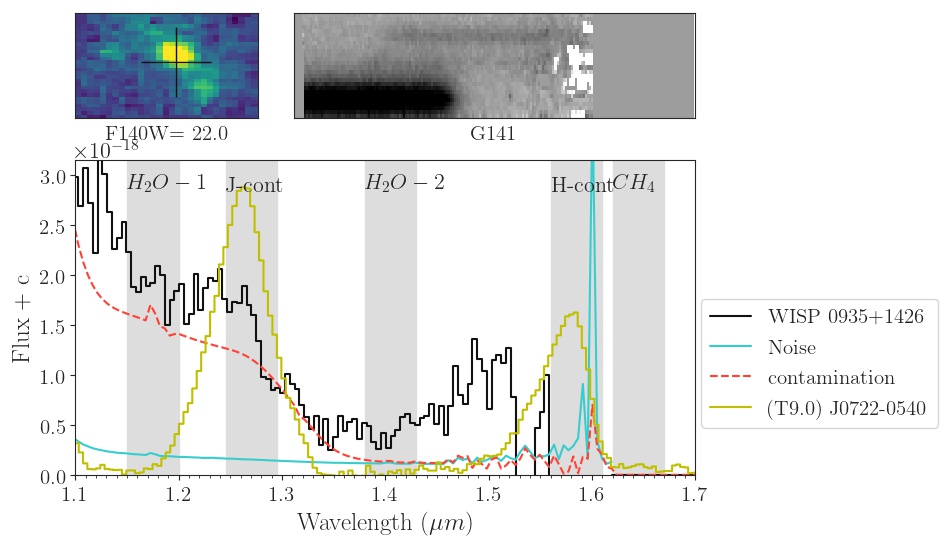 F140W= 22.0
G141
×10⁻¹⁸
H₂O − 1
J-cont
H₂O − 2
H-cont
CH₄
3.0
2.5
2.0
1.5
1.0
0.5
0.0
Flux + c
1.1
1.2
1.3
1.4
1.5
1.6
1.7
Wavelength (μm)
WISP 0935+1426
Noise
contamination
(T9.0) J0722-0540